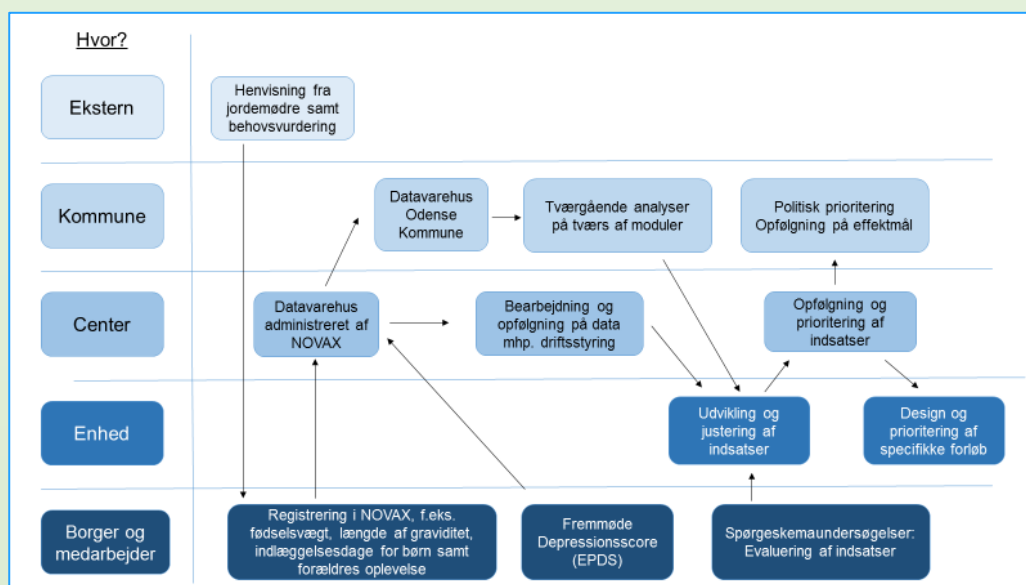 Hvor?
Ekstern
Henvisning fra
jordemødre samt
behovsvurdering
Kommune
Datavarehus
Odense
Kommune
Tværgående analyser
på tværs af moduler
Politisk prioritering
Opfølgning på effektmål
Center
Datavarehus
administreret af
NOVAX
Bearbejdning og
opfølgning på data
mhp. driftsstyring
Opfølgning og
prioritering af
indsatser
Enhed
Udvikling og
justering af
indsatser
Design og
prioritering af
specifikke forløb
Borger og
medarbejder
Registrering i NOVAX, f.eks.
fødselsvægt, længde af graviditet,
indlæggelsesdage for børn samt
forældres oplevelse
Fremmøde
Depressionsscore
(EPDS)
Spørgeskemaundersøgelser:
Evaluering af indsatser